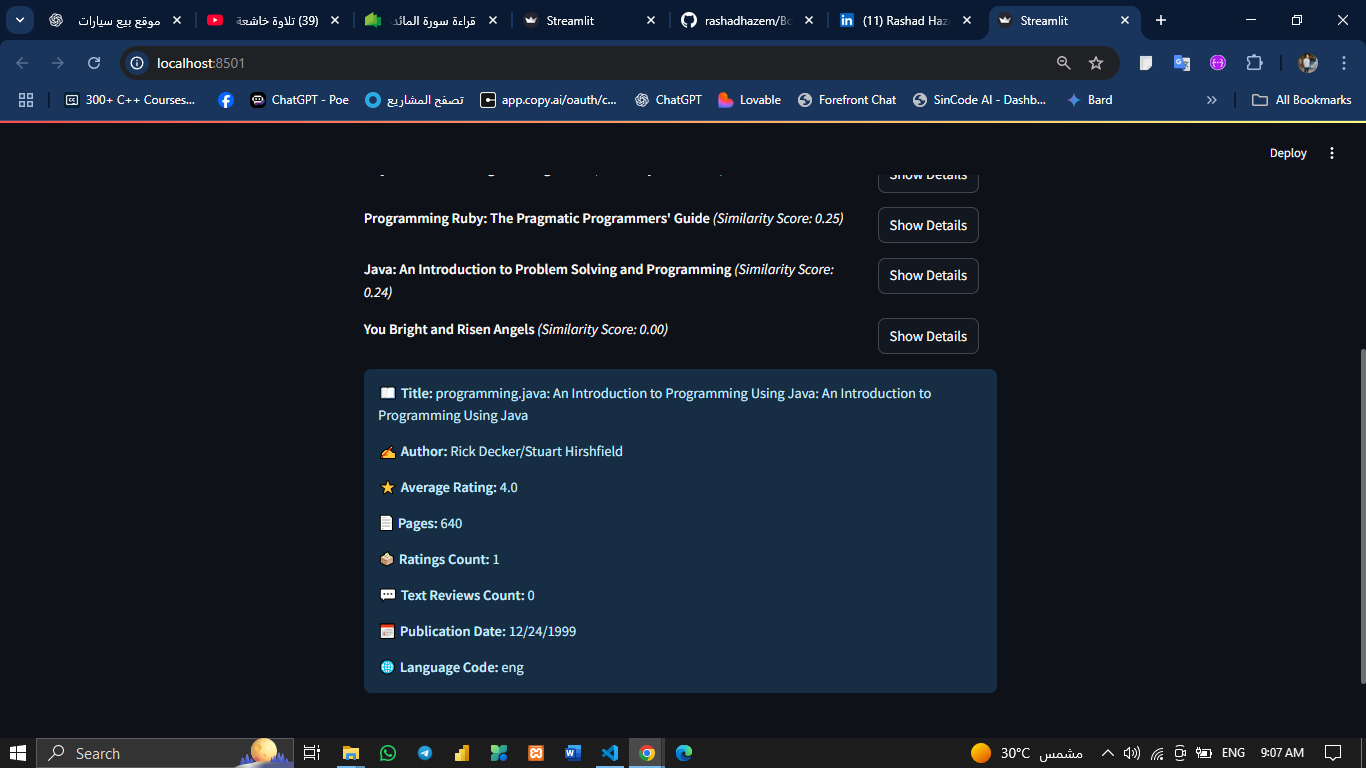 موقع بيع سيارات
(39) تلاوة خاشعة
قراءة سورة المائد
Streamlit
rashadhazem/Bo
(11) Rashad Haz
Streamlit
localhost:8501
300+ C++ Courses...
ChatGPT - Poe
تصفح المشاريع
app.copy.ai/oauth/c...
ChatGPT
Lovable
Forefront Chat
SinCode AI - Dashb...
Bard
All Bookmarks
Deploy
Show Details
Programming Ruby: The Pragmatic Programmers' Guide (Similarity Score: 0.25)
Show Details
Java: An Introduction to Problem Solving and Programming (Similarity Score:
0.24)
Show Details
You Bright and Risen Angels (Similarity Score: 0.00)
Show Details
Title: programming.java: An Introduction to Programming Using Java: An Introduction to
Programming Using Java
Author: Rick Decker/Stuart Hirshfield
Average Rating: 4.0
Pages: 640
Ratings Count: 1
Text Reviews Count: 0
Publication Date: 12/24/1999
Language Code: eng
Search
30°C مشمس
ENG
9:07 AM